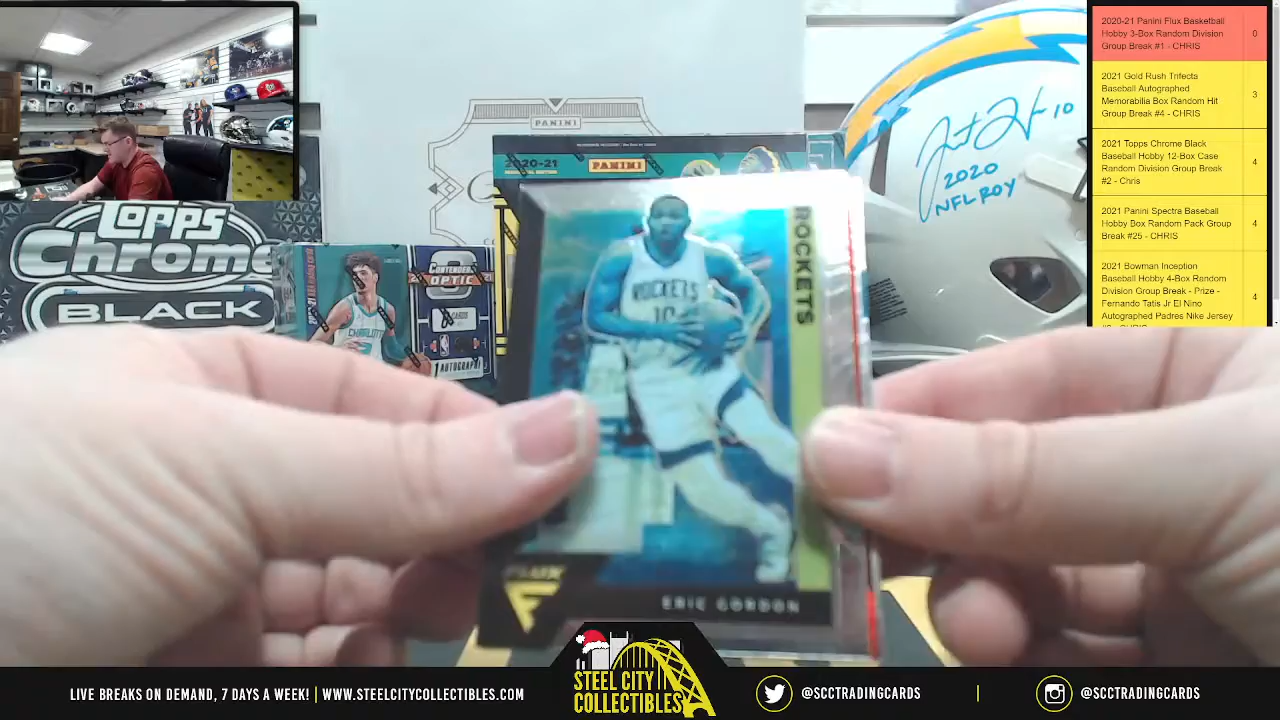 2020-21 Panini Flux Basketball
Hobby 3-Box Random Division
Group Break #1 - CHRIS
0
2021 Gold Rush Trifecta
Baseball Autographed
Memorabilia Box Random Hit
Group Break #4 - CHRIS
3
2021 Topps Chrome Black
Baseball Hobby 12-Box Case
Random Division Group Break
#2 - Chris
4
2021 Panini Spectra Baseball
Hobby Box Random Pack Group
Break #25 - CHRIS
4
2021 Bowman Inception
Baseball Hobby 4-Box Random
Division Group Break - Prize -
Fernando Tatis Jr El Nino
Autographed Padres Nike Jersey
4
PANINI
2020-21
PANINI
10
2020
NFL ROY
TOPPS
Chrome
BLACK
CONTENDERS
OPTIC
6 CARDS
1 AUTOGRAPH!
CHARLOTTE
ROCKETS
ROCKETS
10
FLUX
ERIC GORDON
LIVE BREAKS ON DEMAND, 7 DAYS A WEEK! | WWW.STEELCITYCOLLECTIBLES.COM
STEEL CITY
COLLECTIBLES
@SCCTRADINGCARDS
@SCCTRADINGCARDS